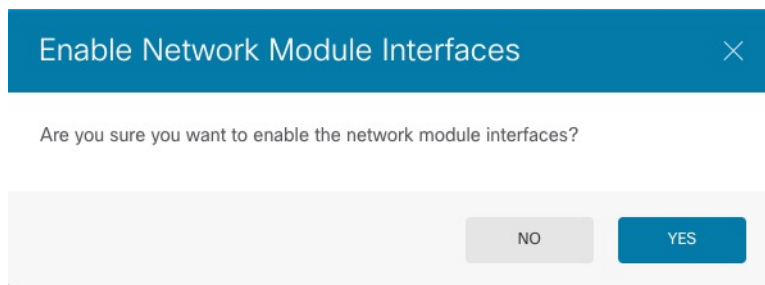 Enable Network Module Interfaces
Are you sure you want to enable the network module interfaces?
NO
YES